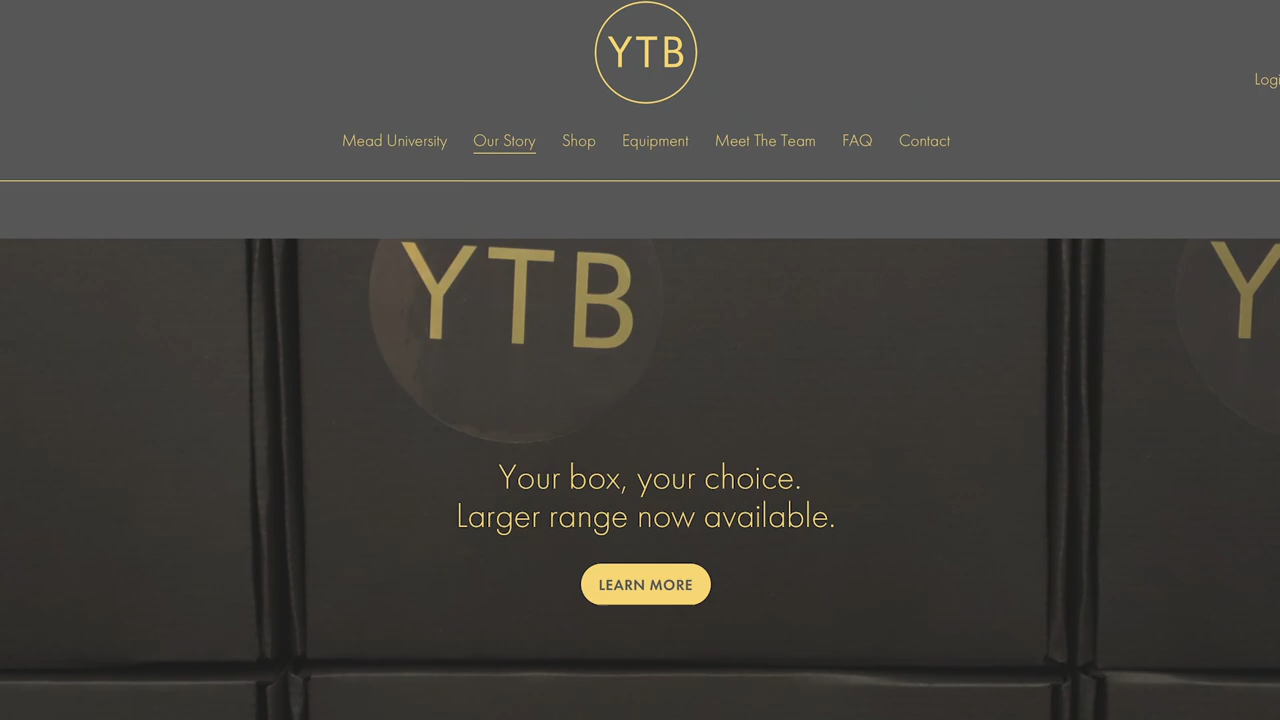 YTB
Logi
Mead University Our Story Shop Equipment Meet The Team FAQ Contact
YTB
Y
Your box, your choice.
Larger range now available.
LEARN MORE